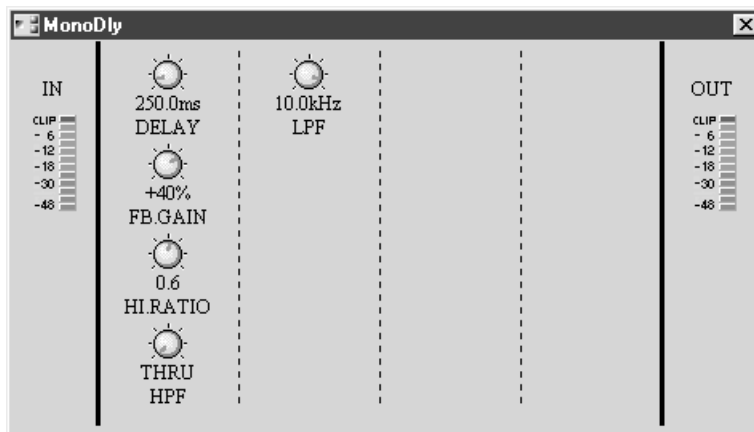 MonoDly
IN
CLIP
- 6
-12
-18
-30
-48
250.0ms
DELAY
+40%
FB.GAIN
0.6
HI.RATIO
THRU
HPF
10.0kHz
LPF
OUT
CLIP
- 6
-12
-18
-30
-48